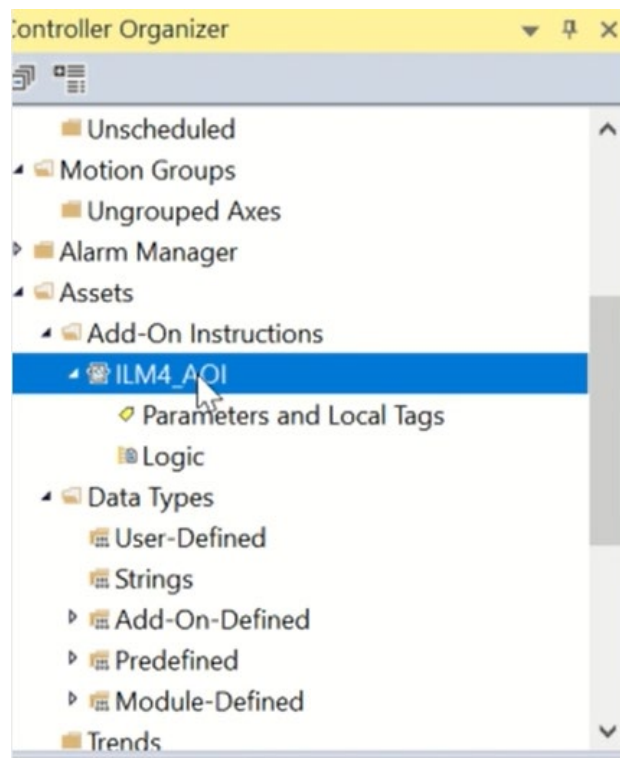 Controller Organizer
Unscheduled
Motion Groups
Ungrouped Axes
Alarm Manager
Assets
Add-On Instructions
ILM4_AOI
Parameters and Local Tags
Logic
Data Types
User-Defined
Strings
Add-On-Defined
Predefined
Module-Defined
Trends